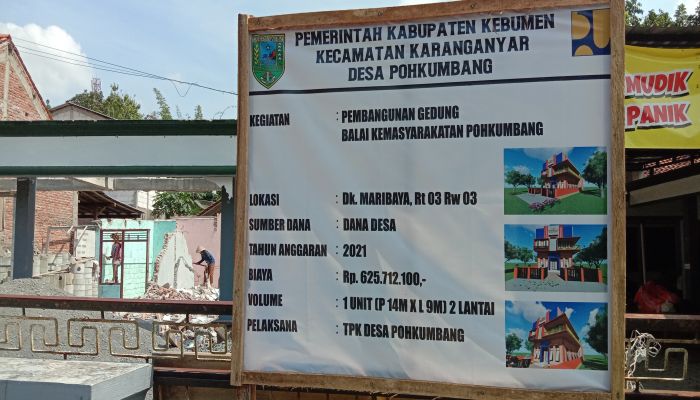 PEMERINTAH KABUPATEN KEBUMEN
KECAMATAN KARANGANYAR
DESA POHKUMBANG
KEGIATAN : PEMBANGUNAN GEDUNG
BALAI KEMASYARAKATAN POHKUMBANG
LOKASI : Dk. MARIBAYA, Rt 03 Rw 03
SUMBER DANA : DANA DESA
TAHUN ANGGARAN : 2021
BIAYA : Rp. 625.712.100,-
VOLUME : 1 UNIT (P 14M X L 9M) 2 LANTAI
PELAKSANA : TPK DESA POHKUMBANG
MUDIK
PANIK